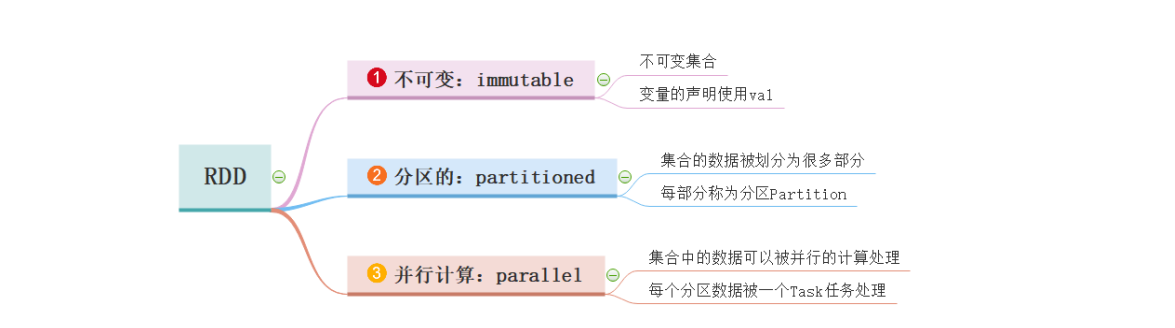 RDD
1 不可变：immutable
不可变集合
变量的声明使用val
2 分区的：partitioned
集合的数据被划分为很多部分
每部分称为分区Partition
3 并行计算：parallel
集合中的数据可以被并行的计算处理
每个分区数据被一个Task任务处理